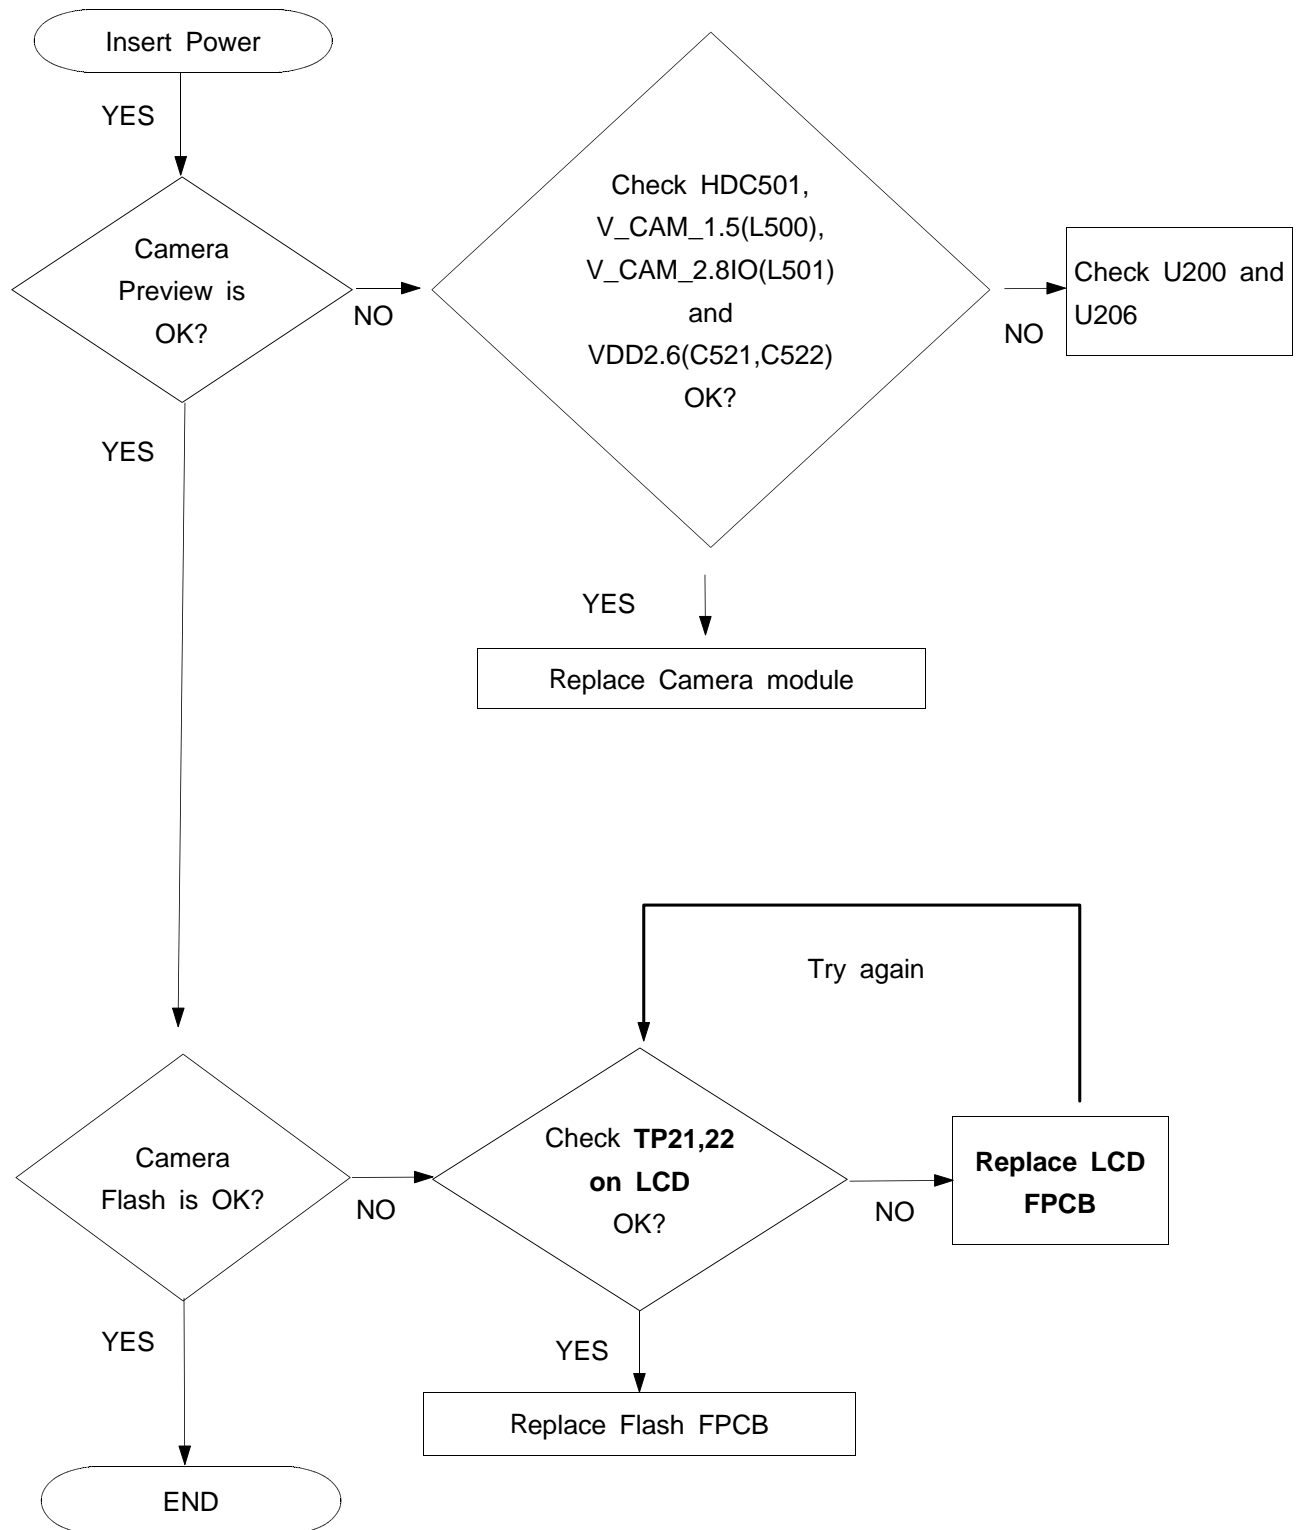 Insert Power
YES
Camera
Preview is
OK?
NO
Check HDC501,
V_CAM_1.5(L500),
V_CAM_2.8IO(L501)
and
VDD2.6(C521,C522)
OK?
NO
Check U200 and
U206
YES
YES
Replace Camera module
Try again
Camera
Flash is OK?
NO
Check TP21,22
on LCD
OK?
NO
Replace LCD
FPCB
YES
YES
Replace Flash FPCB
END